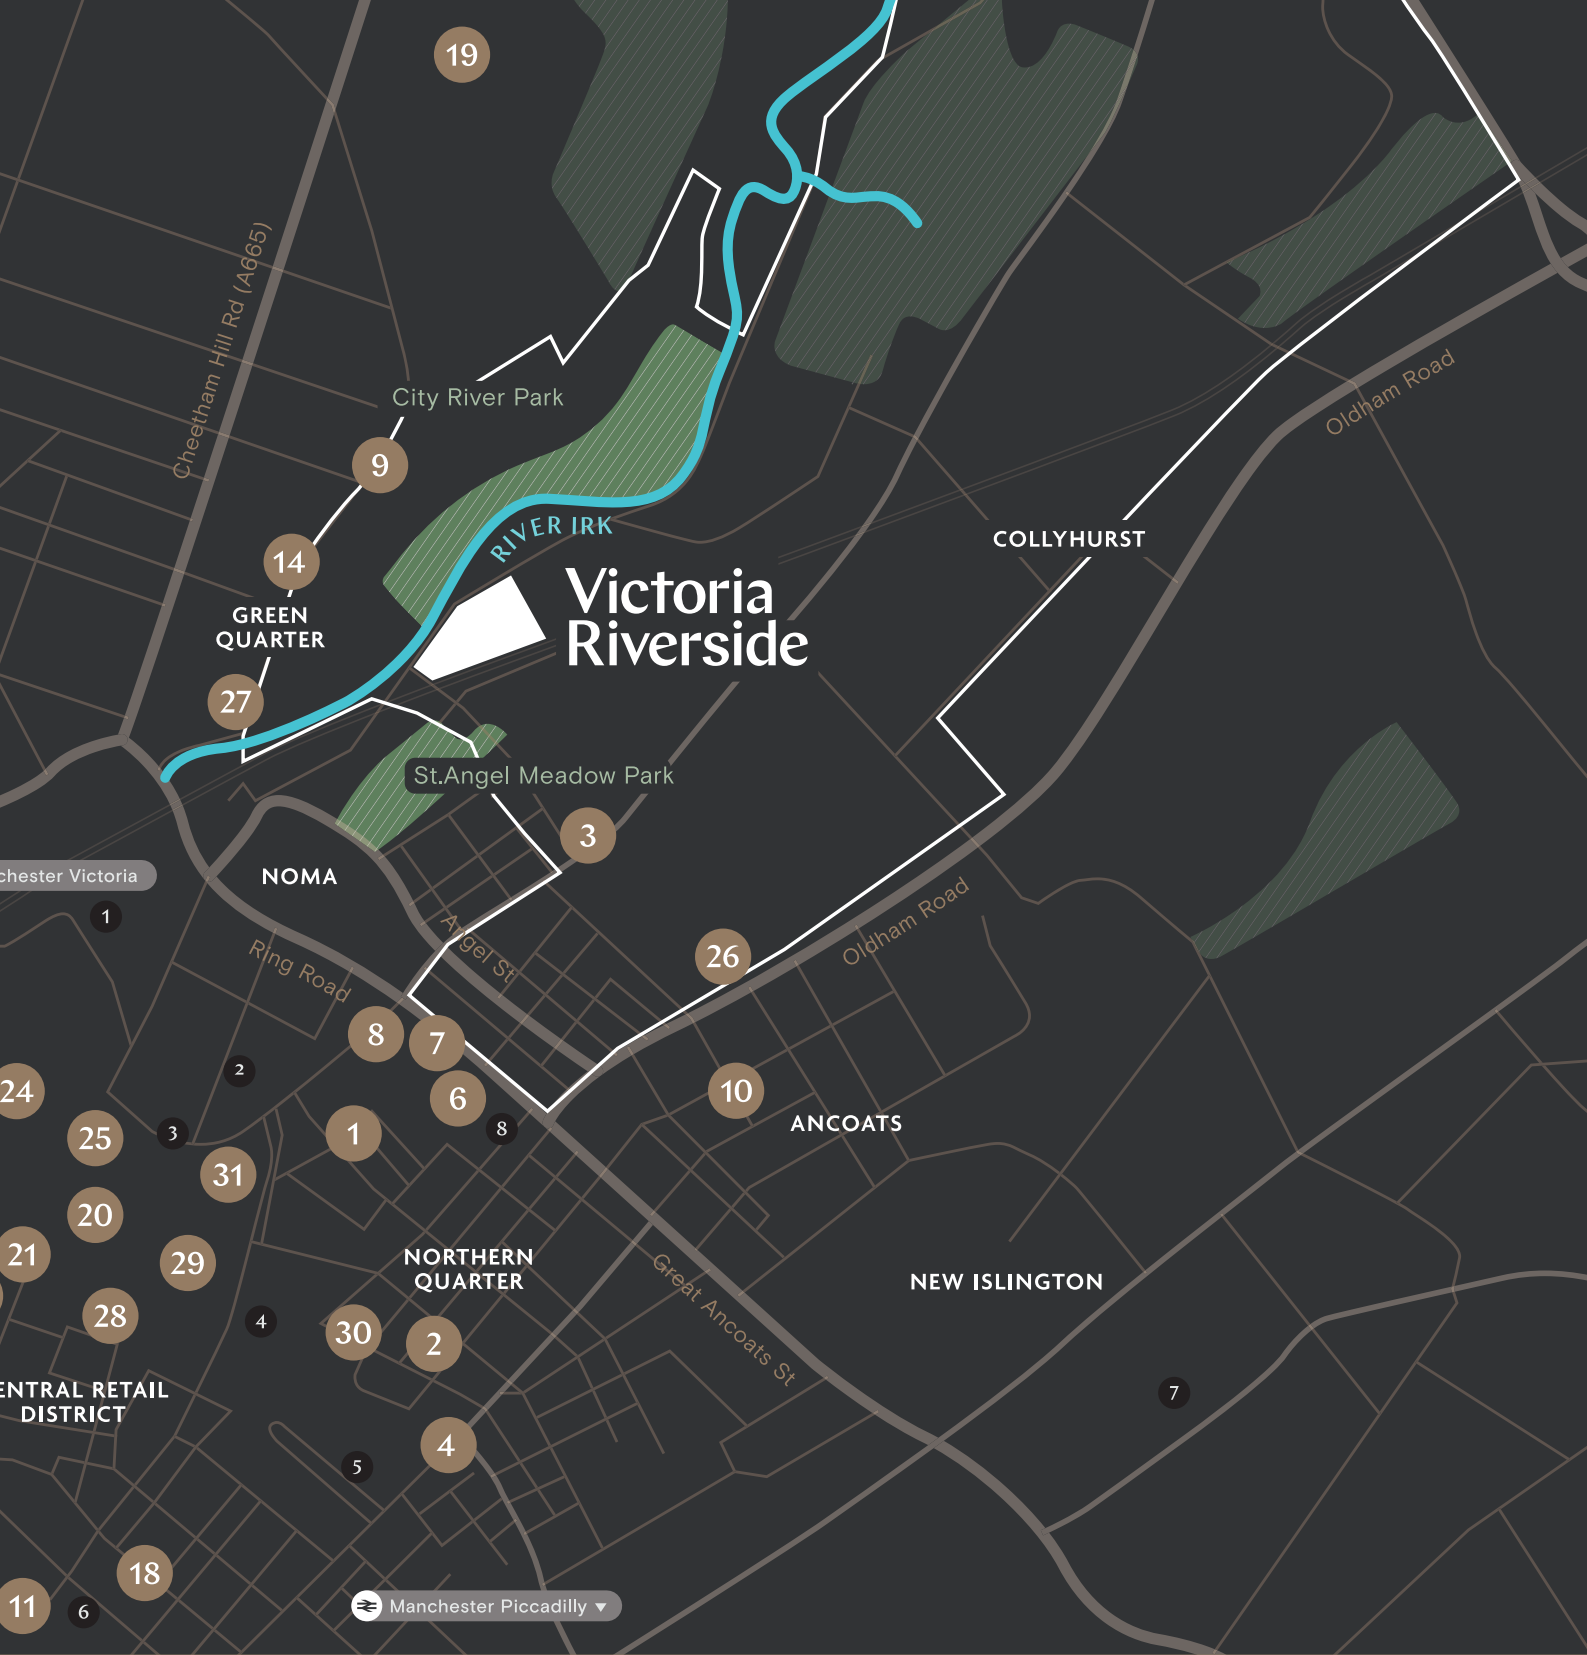 19
Cheetham Hill Rd (A665)
City River Park
9
Oldham Road
RIVER IRK
COLLYHURST
14
Victoria
Riverside
GREEN
QUARTER
27
St.Angel Meadow Park
3
NOMA
chester Victoria
1
Angel St
Oldham Road
Ring Road
26
8
7
2
24
6
10
8
ANCOATS
25
3
1
31
20
21
29
NORTHERN
QUARTER
Great Ancoats St
NEW ISLINGTON
28
4
30
2
ENTRAL RETAIL
DISTRICT
7
4
5
18
11
6
Manchester Piccadilly